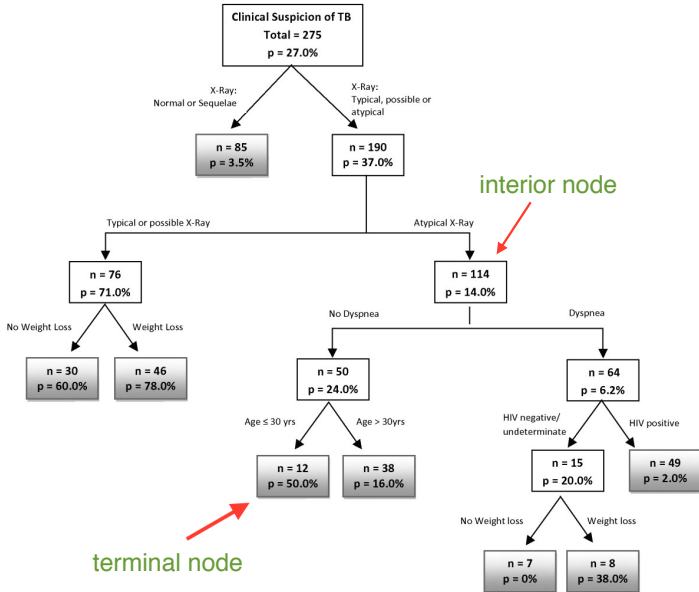 Clinical Suspicion of TB
Total = 275
p = 27.0%
X-Ray:
Normal or Sequelae
X-Ray:
Typical, possible or
atypical
n = 85
p = 3.5%
n = 190
p = 37.0%
interior node
Typical or possible X-Ray
Atypical X-Ray
n = 76
p = 71.0%
n = 114
p = 14.0%
No Weight Loss
Weight Loss
No Dyspnea
Dyspnea
n = 30
p = 60.0%
n = 46
p = 78.0%
n = 50
p = 24.0%
n = 64
p = 6.2%
Age ≤ 30 yrs
Age > 30yrs
HIV negative/
undeterminate
HIV positive
n = 12
p = 50.0%
n = 38
p = 16.0%
n = 15
p = 20.0%
n = 49
p = 2.0%
terminal node
No Weight loss
Weight loss
n = 7
p = 0%
n = 8
p = 38.0%